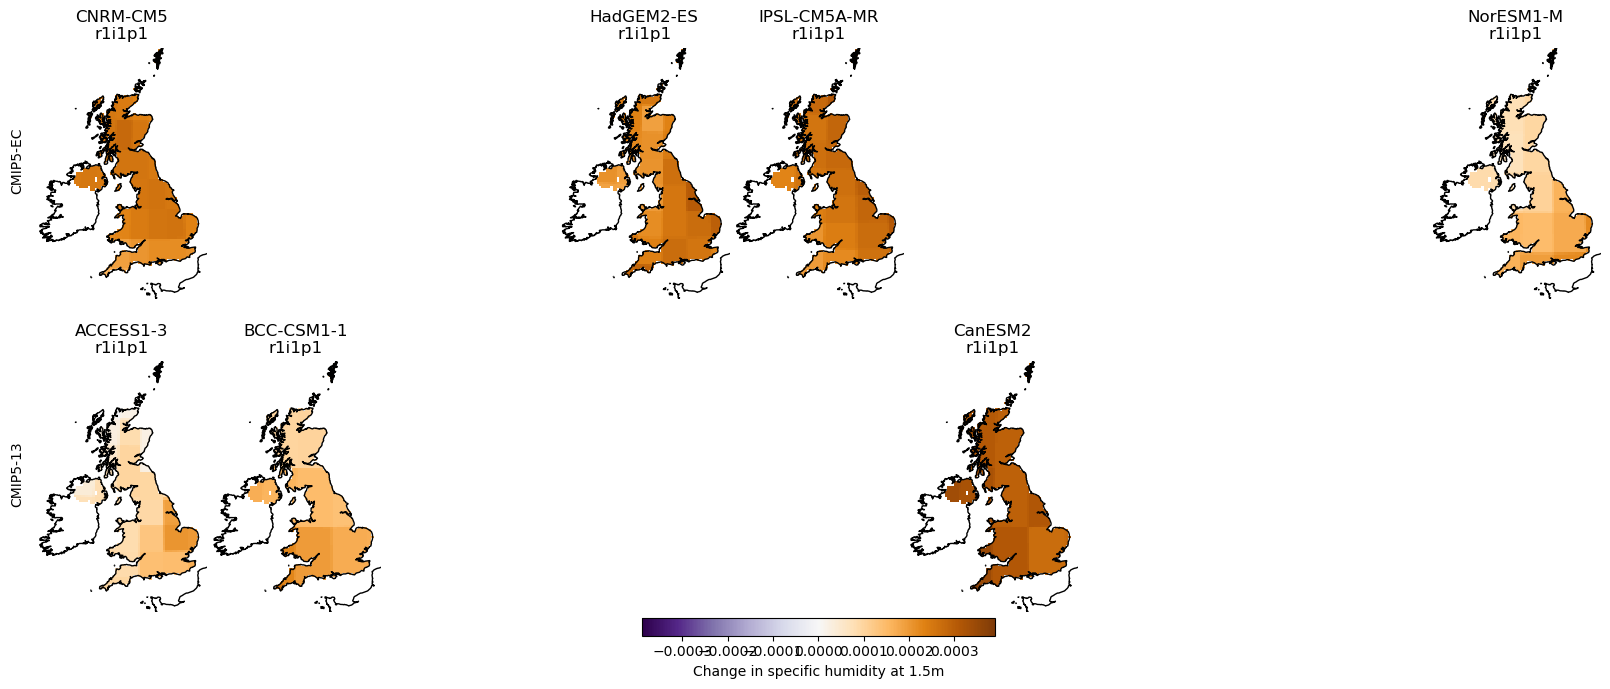 CNRM-CM5
r1i1p1
HadGEM2-ES
r1i1p1
IPSL-CM5A-MR
r1i1p1
NorESM1-M
r1i1p1
CMIP5-EC
ACCESS1-3
r1i1p1
BCC-CSM1-1
r1i1p1
CanESM2
r1i1p1
CMIP5-13
−0.0003 −0.0002 −0.0001 0.0000 0.0001 0.0002 0.0003
Change in specific humidity at 1.5m